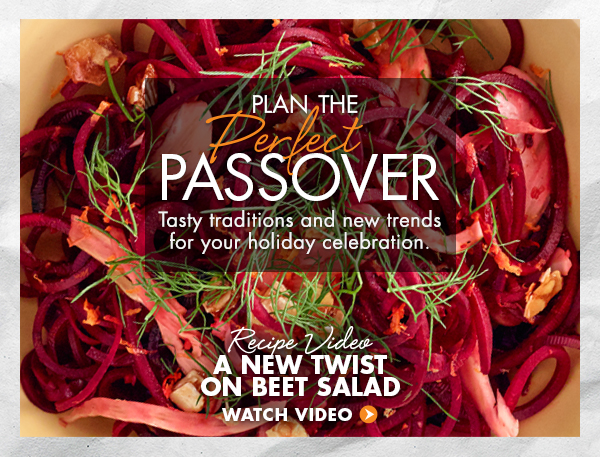 PLAN THE
Perfect
PASSOVER
Tasty traditions and new trends
for your holiday celebration.
Recipe Video
A NEW TWIST
ON BEET SALAD
WATCH VIDEO